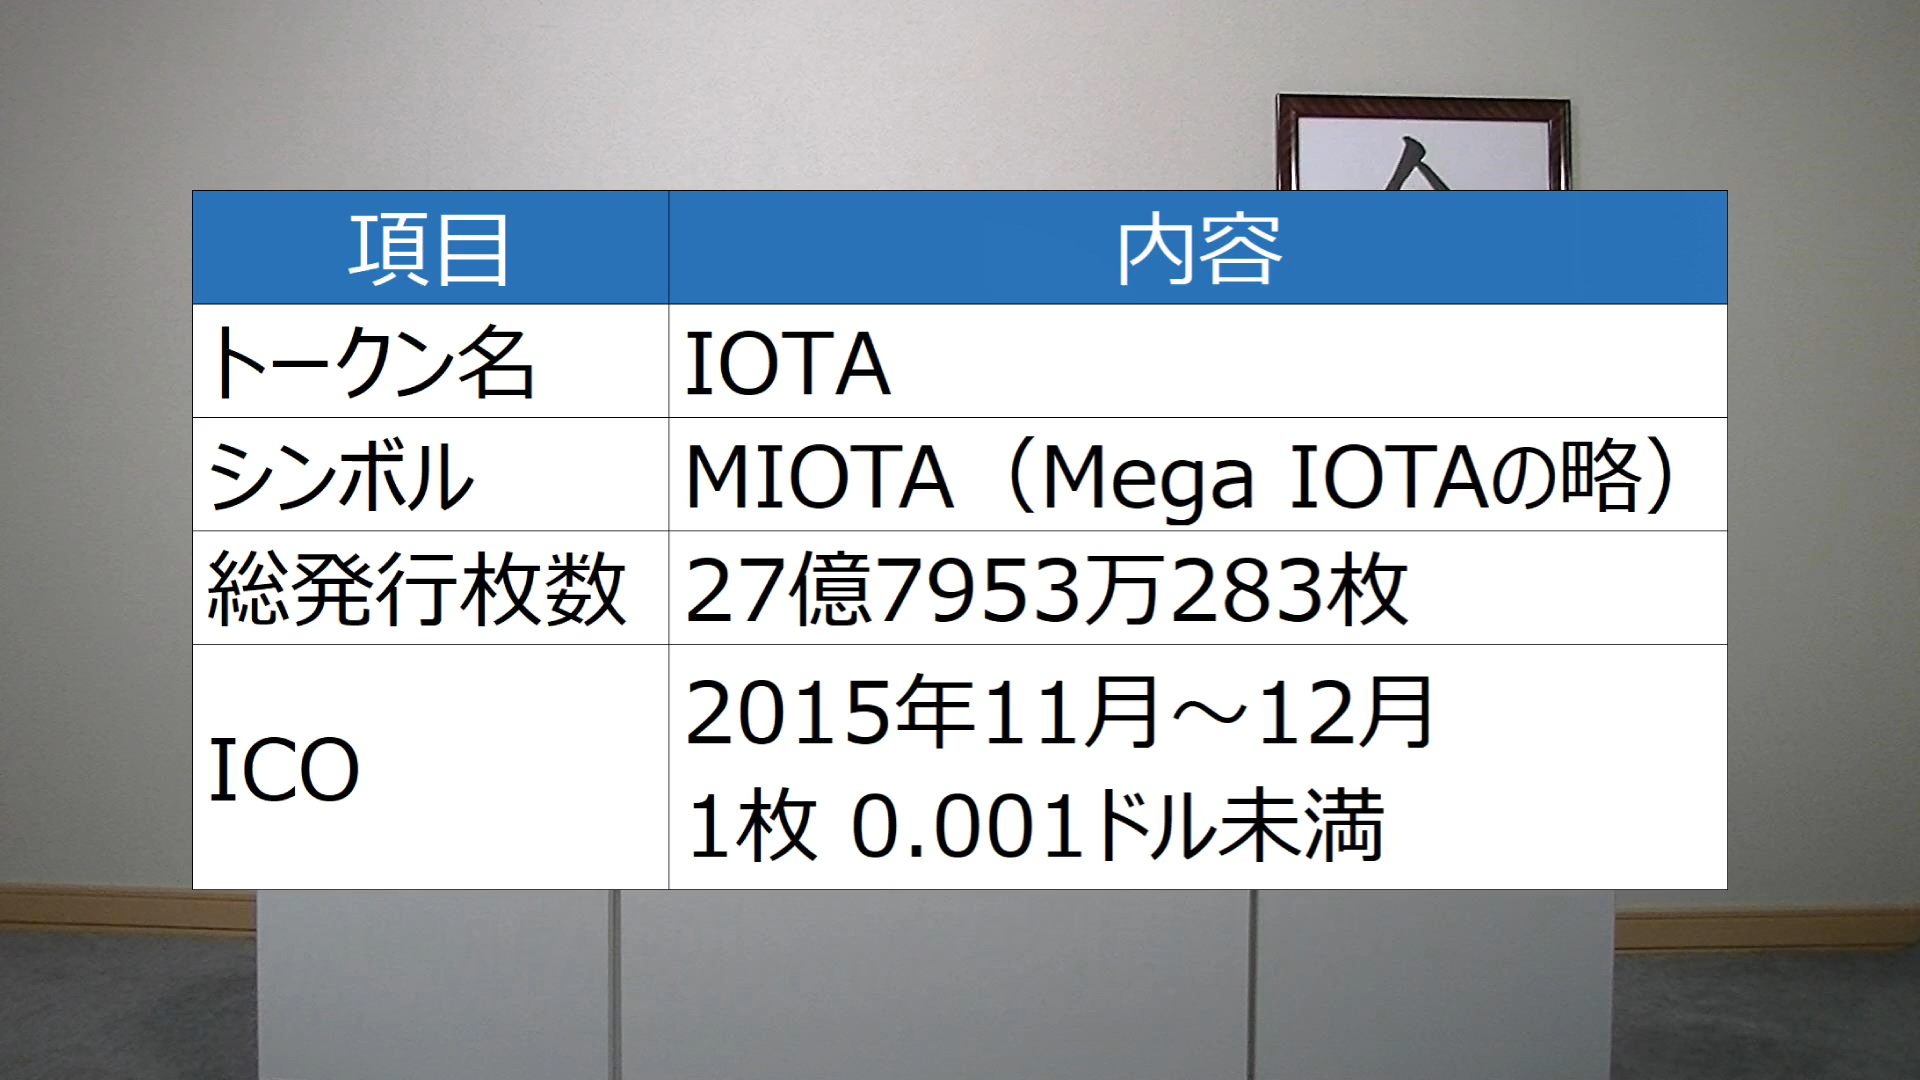 項目 内容
トークン名 IOTA
シンボル MIOTA（Mega IOTAの略）
総発行枚数 27億7953万283枚
ICO 2015年11月～12月
1枚 0.001ドル未満